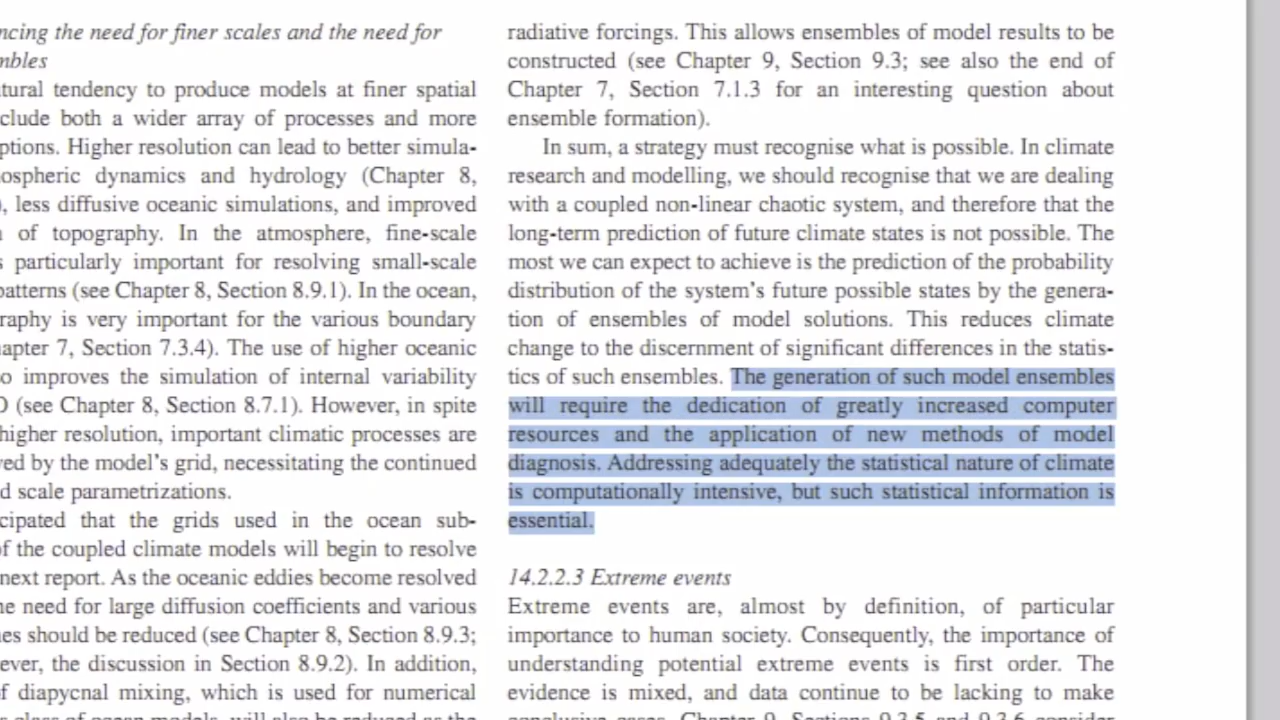 ncing the need for finer scales and the need for
mbles
tural tendency to produce models at finer spatial
clude both a wider array of processes and more
ptions. Higher resolution can lead to better simula-
ospheric dynamics and hydrology (Chapter 8,
), less diffusive oceanic simulations, and improved
of topography. In the atmosphere, fine-scale
s particularly important for resolving small-scale
patterns (see Chapter 8, Section 8.9.1). In the ocean,
raphy is very important for the various boundary
hapter 7, Section 7.3.4). The use of higher oceanic
o improves the simulation of internal variability
O (see Chapter 8, Section 8.7.1). However, in spite
higher resolution, important climatic processes are
ved by the model's grid, necessitating the continued
d scale parametrizations.
cipated that the grids used in the ocean sub-
of the coupled climate models will begin to resolve
next report. As the oceanic eddies become resolved
he need for large diffusion coefficients and various
es should be reduced (see Chapter 8, Section 8.9.3;
ever, the discussion in Section 8.9.2). In addition,
f diapycnal mixing, which is used for numerical
radiative forcings. This allows ensembles of model results to be
constructed (see Chapter 9, Section 9.3; see also the end of
Chapter 7, Section 7.1.3 for an interesting question about
ensemble formation).
In sum, a strategy must recognise what is possible. In climate
research and modelling, we should recognise that we are dealing
with a coupled non-linear chaotic system, and therefore that the
long-term prediction of future climate states is not possible. The
most we can expect to achieve is the prediction of the probability
distribution of the system's future possible states by the genera-
tion of ensembles of model solutions. This reduces climate
change to the discernment of significant differences in the statis-
tics of such ensembles. The generation of such model ensembles
will require the dedication of greatly increased computer
resources and the application of new methods of model
diagnosis. Addressing adequately the statistical nature of climate
is computationally intensive, but such statistical information is
essential.
14.2.2.3 Extreme events
Extreme events are, almost by definition, of particular
importance to human society. Consequently, the importance of
understanding potential extreme events is first order. The
evidence is mixed, and data continue to be lacking to make
conclusive cases. Chapter 9, Sections 9.3.5 and 9.3.6 consider